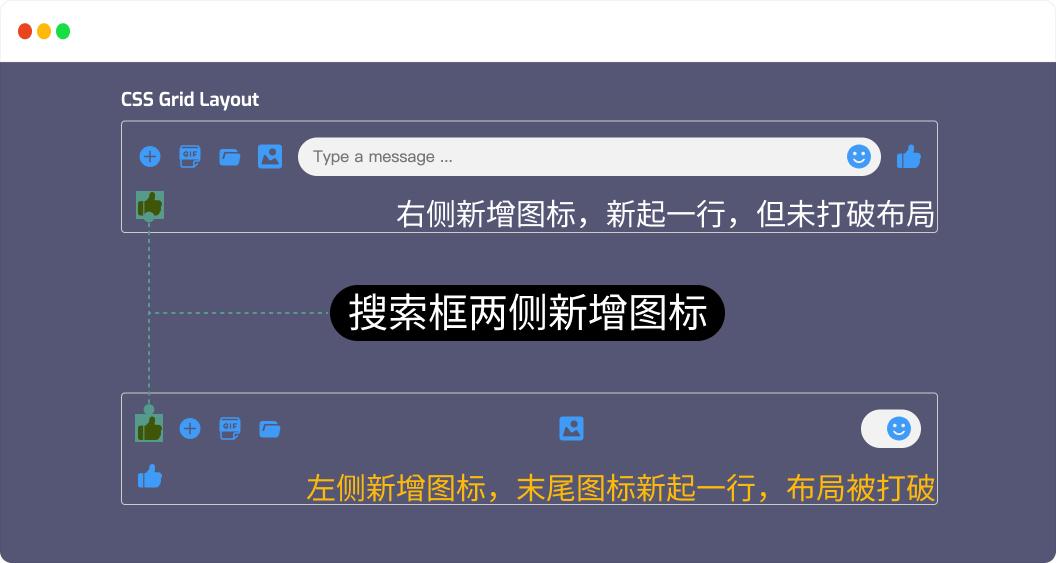 CSS Grid Layout
GIF
Type a message ...
右侧新增图标，新起一行，但未打破布局
搜索框两侧新增图标
GIF
左侧新增图标，末尾图标新起一行，布局被打破